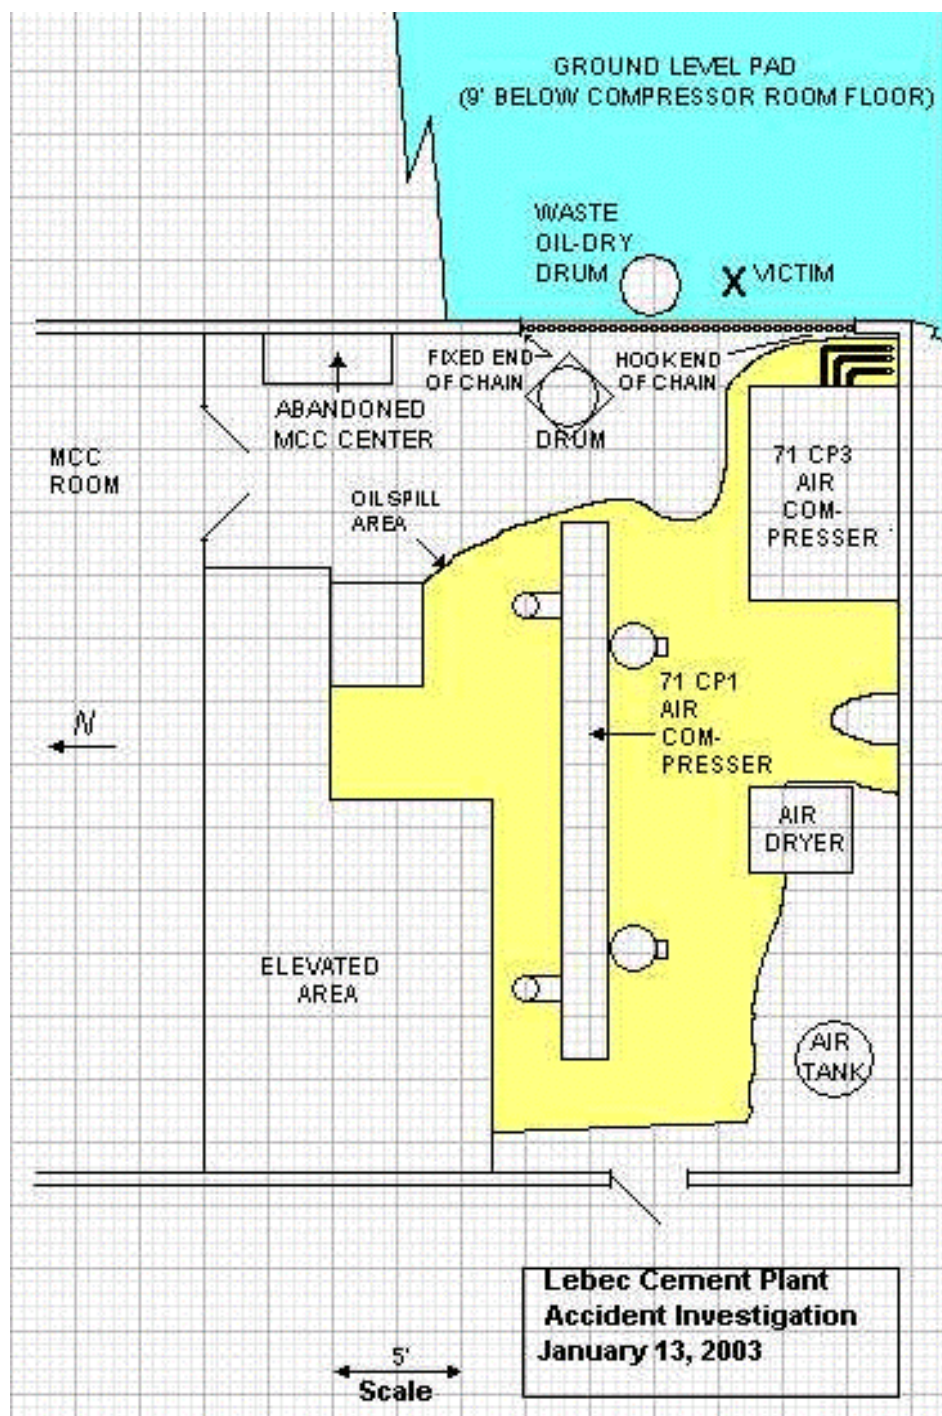 GROUND LEVEL PAD
(9' BELOW COMPRESSOR ROOM FLOOR)
WASTE
OIL-DRY
DRUM
X VICTIM
FIXED END
OF CHAIN
HOOK END
OF CHAIN
ABANDONED
MCC CENTER
DRUM
MCC
ROOM
OIL SPILL
AREA
71 CP3
AIR
COM-
PRESSER
N
71 CP1
AIR
COM-
PRESSER
AIR
DRYER
ELEVATED
AREA
AIR
TANK
Lebec Cement Plant
Accident Investigation
January 13, 2003
5'
Scale